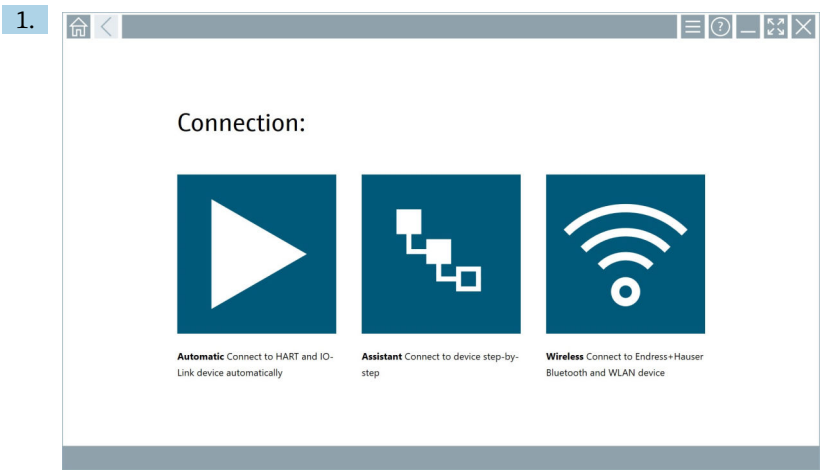 1.
Connection:
Automatic Connect to HART and IO-
Link device automatically
Assistant Connect to device step-by-
step
Wireless Connect to Endress+Hauser
Bluetooth and WLAN device